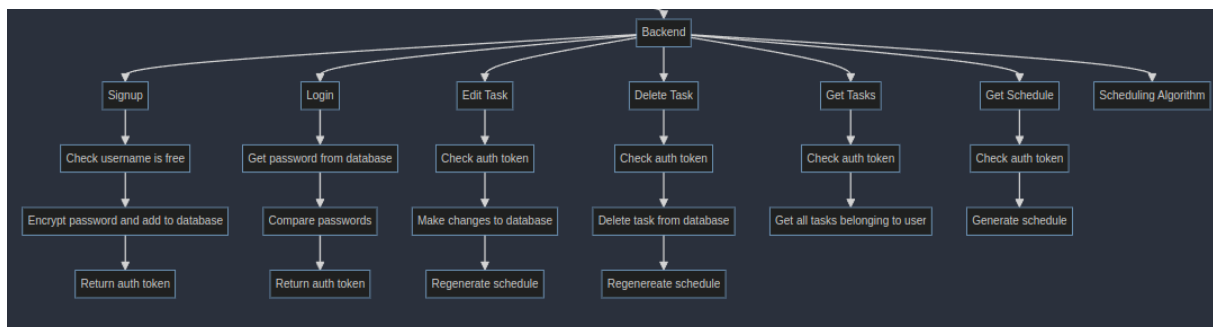 Backend
Signup
Login
Edit Task
Delete Task
Get Tasks
Get Schedule
Scheduling Algorithm
Check username is free
Get password from database
Check auth token
Check auth token
Check auth token
Check auth token
Encrypt password and add to database
Compare passwords
Make changes to database
Delete task from database
Get all tasks belonging to user
Generate schedule
Return auth token
Return auth token
Regenerate schedule
Regenereate schedule